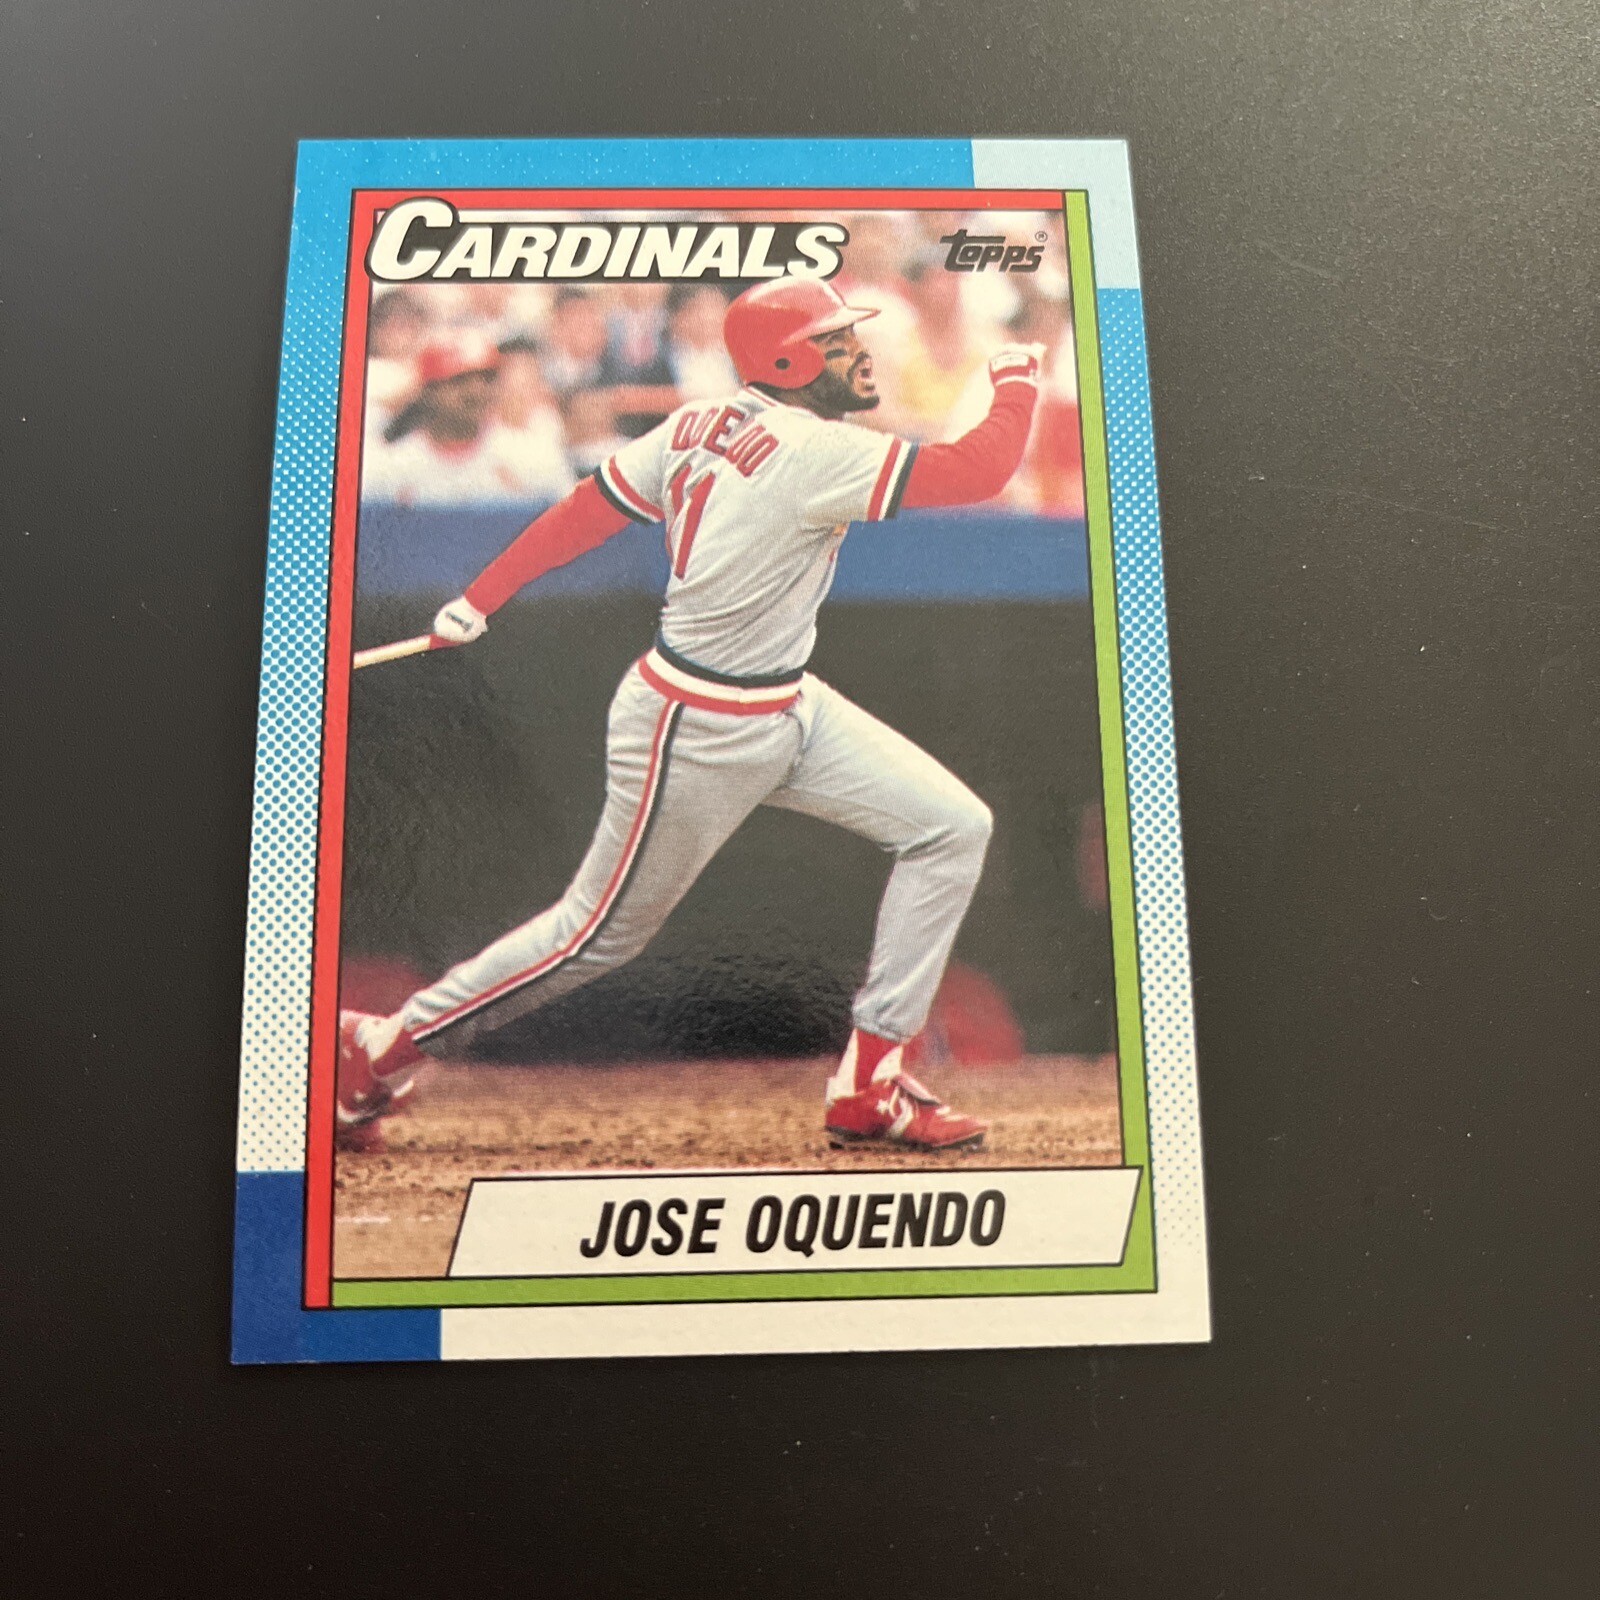 CARDINALS
topps®
OQUENDO
11
JOSE OQUENDO